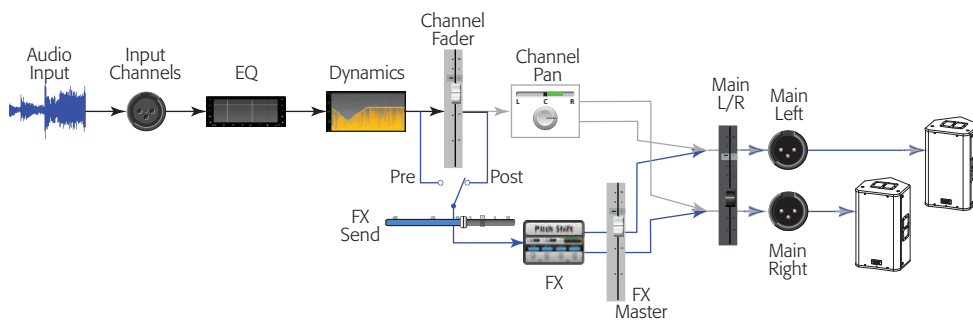 Audio
Input
Input
Channels
EQ
Dynamics
Channel
Fader
Channel
Pan
L C R
Pre
Post
FX
Send
Pitch Shift
FX
FX
Master
Main
L/R
Main
Left
Main
Right